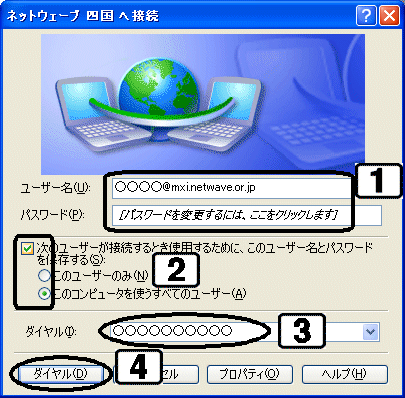 ネットウェーブ 四国 へ接続
ユーザー名(U):
〇〇〇〇@mxi.netwave.or.jp
1
パスワード(P):
[パスワードを変更するには、ここをクリックします]
次のユーザーが接続するとき使用するために、このユーザー名とパスワード
を保存する(S):
このユーザーのみ(N)
2
このコンピュータを使うすべてのユーザー(A)
ダイヤル(I):
〇〇〇〇〇〇〇〇〇〇
3
ダイヤル(D)
4
セル
プロパティ(O)
ヘルプ(H)